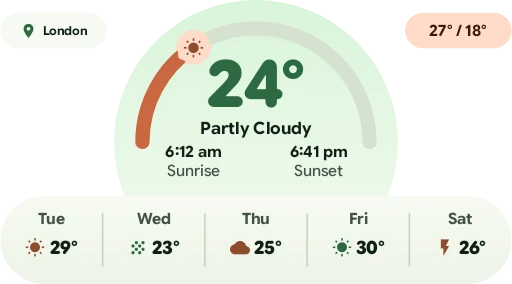 London
27° / 18°
24°
Partly Cloudy
6:12 am 6:41 pm
Sunrise Sunset
Tue Wed Thu Fri Sat
29° 23° 25° 30° 26°